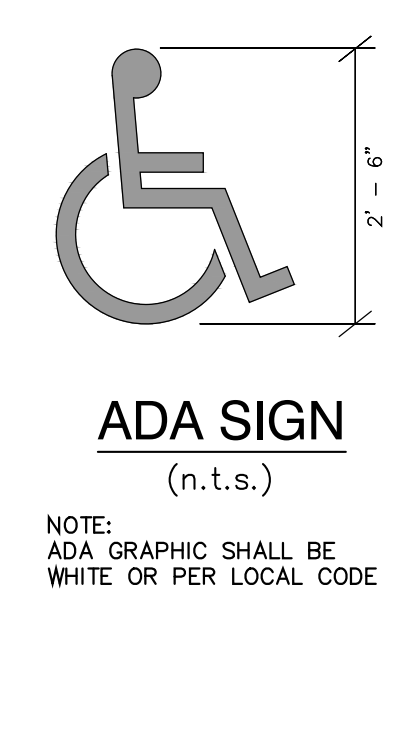 2' - 6"
ADA SIGN
(n.t.s.)
NOTE:
ADA GRAPHIC SHALL BE
WHITE OR PER LOCAL CODE